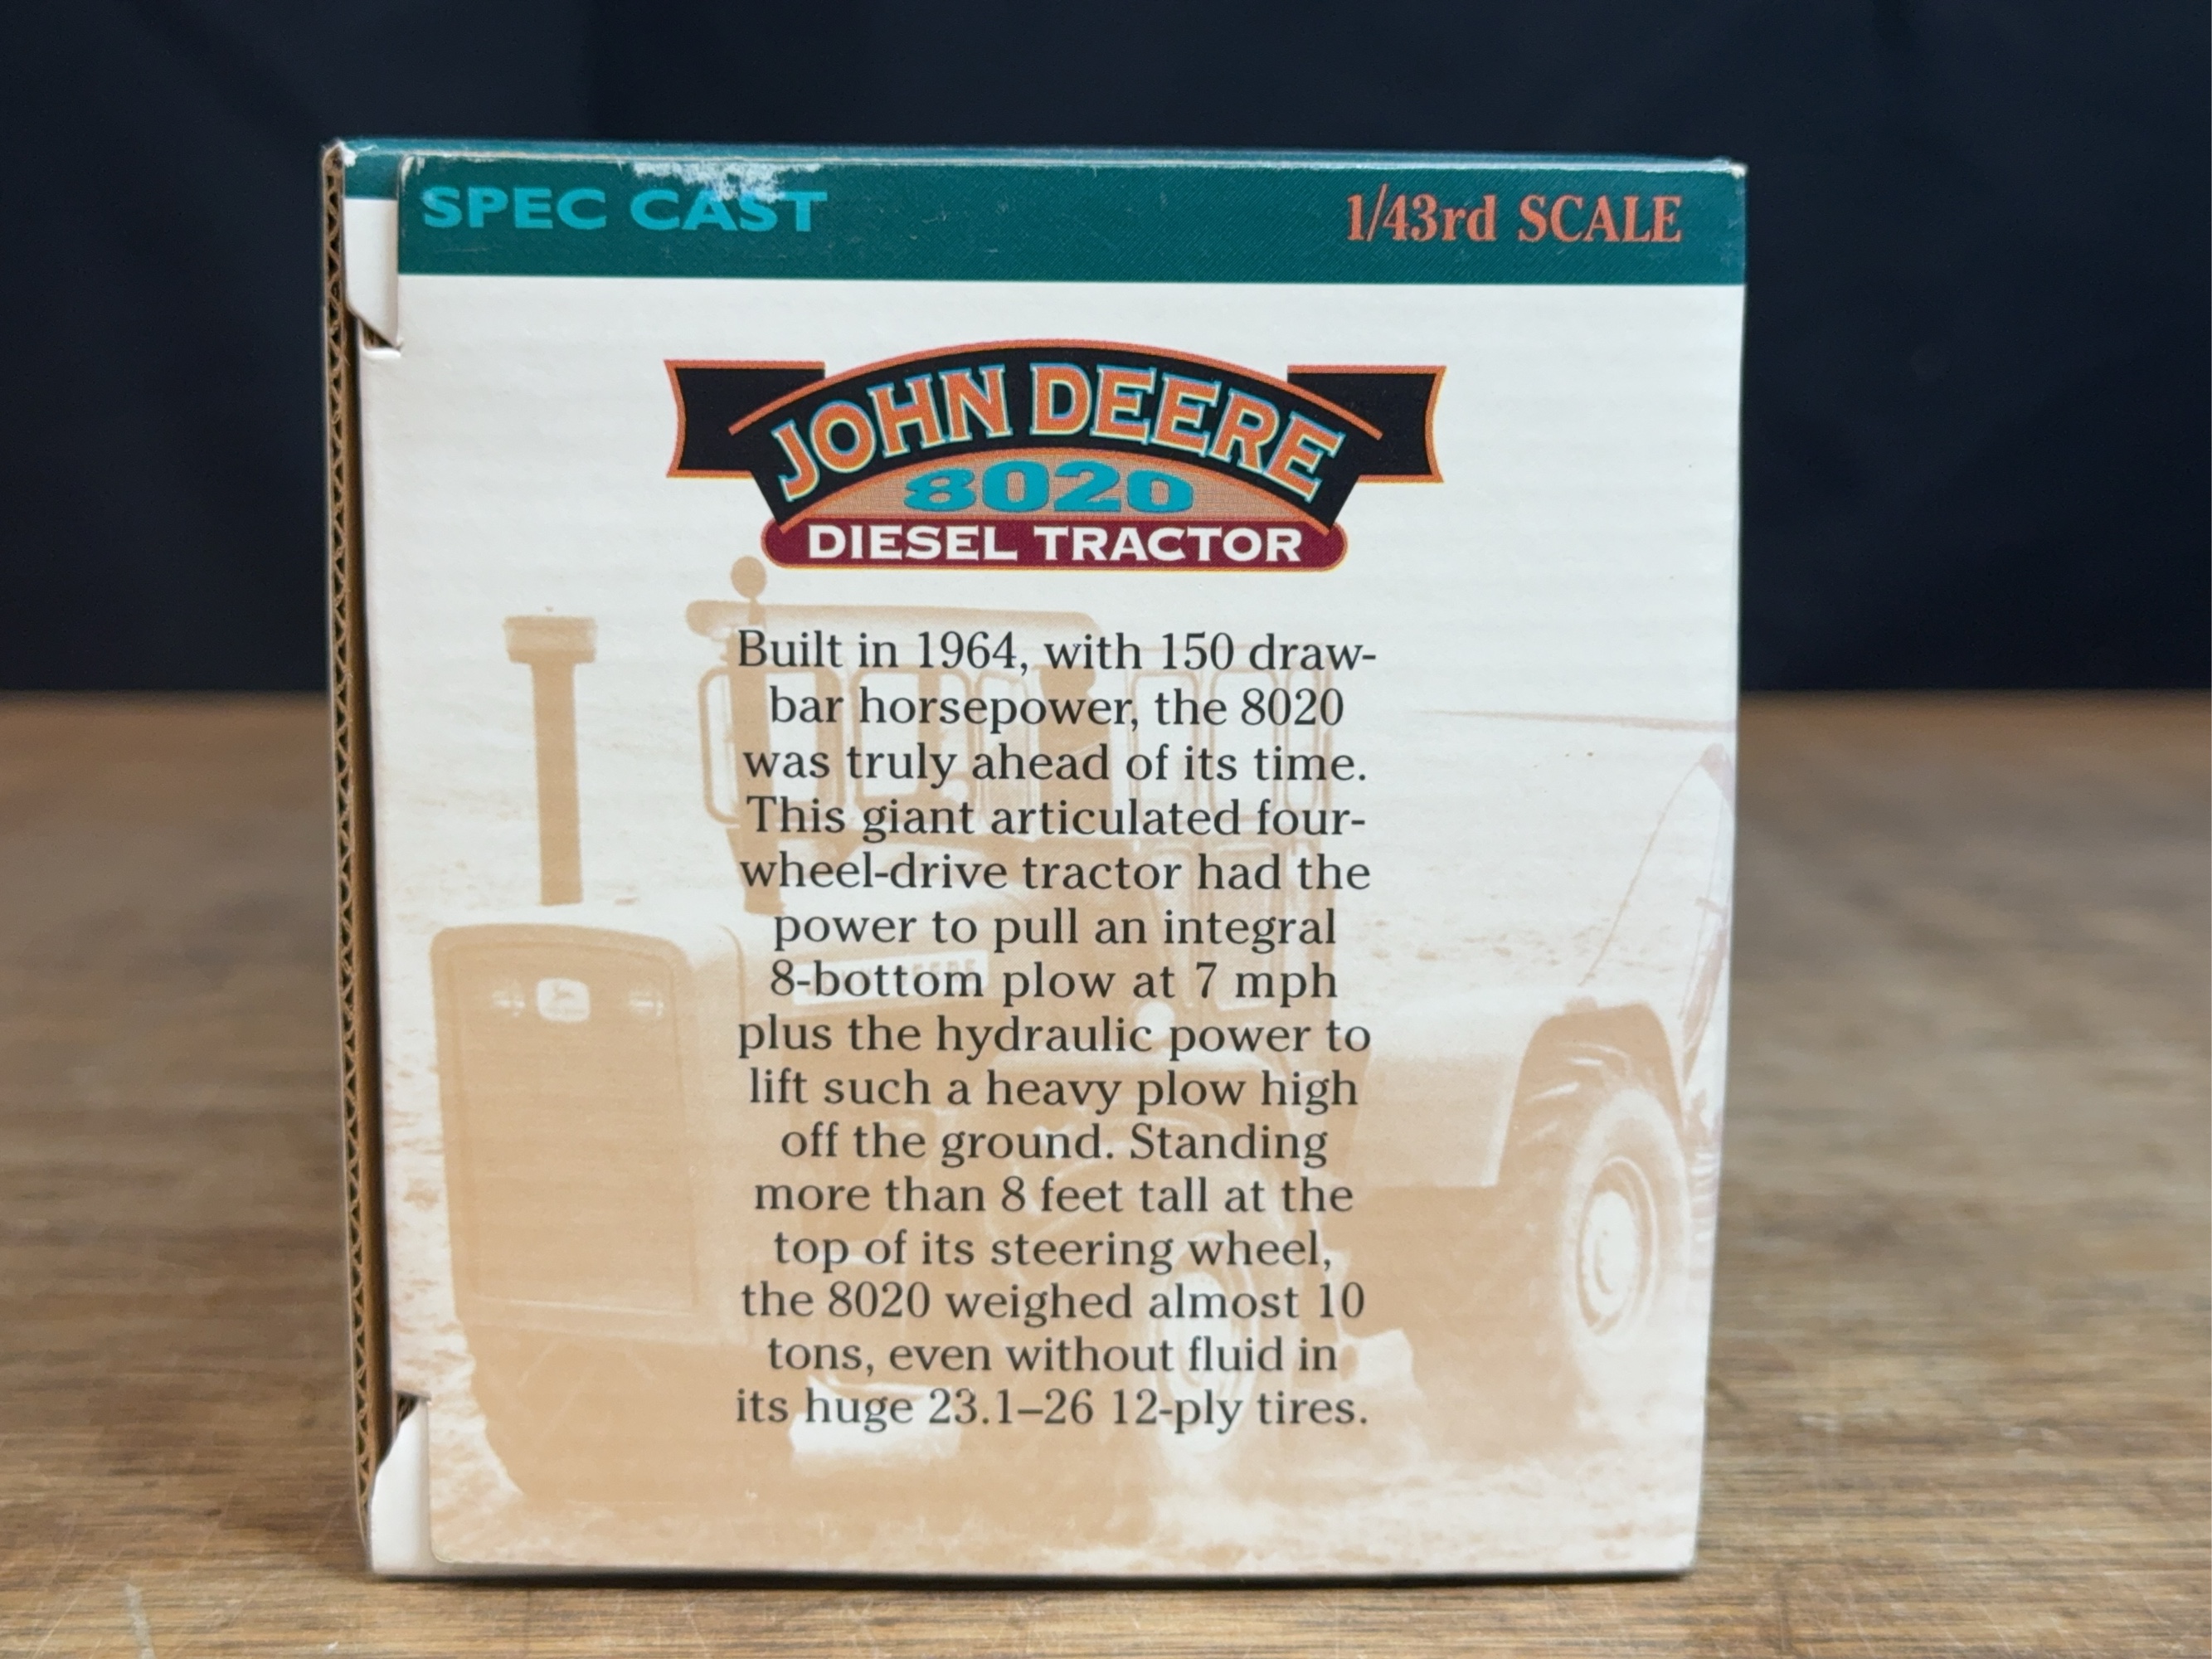 SPEC CAST
1/43rd SCALE
JOHN DEERE
8020
DIESEL TRACTOR
Built in 1964, with 150 draw-
bar horsepower, the 8020
was truly ahead of its time.
This giant articulated four-
wheel-drive tractor had the
power to pull an integral
8-bottom plow at 7 mph
plus the hydraulic power to
lift such a heavy plow high
off the ground. Standing
more than 8 feet tall at the
top of its steering wheel,
the 8020 weighed almost 10
tons, even without fluid in
its huge 23.1–26 12-ply tires.